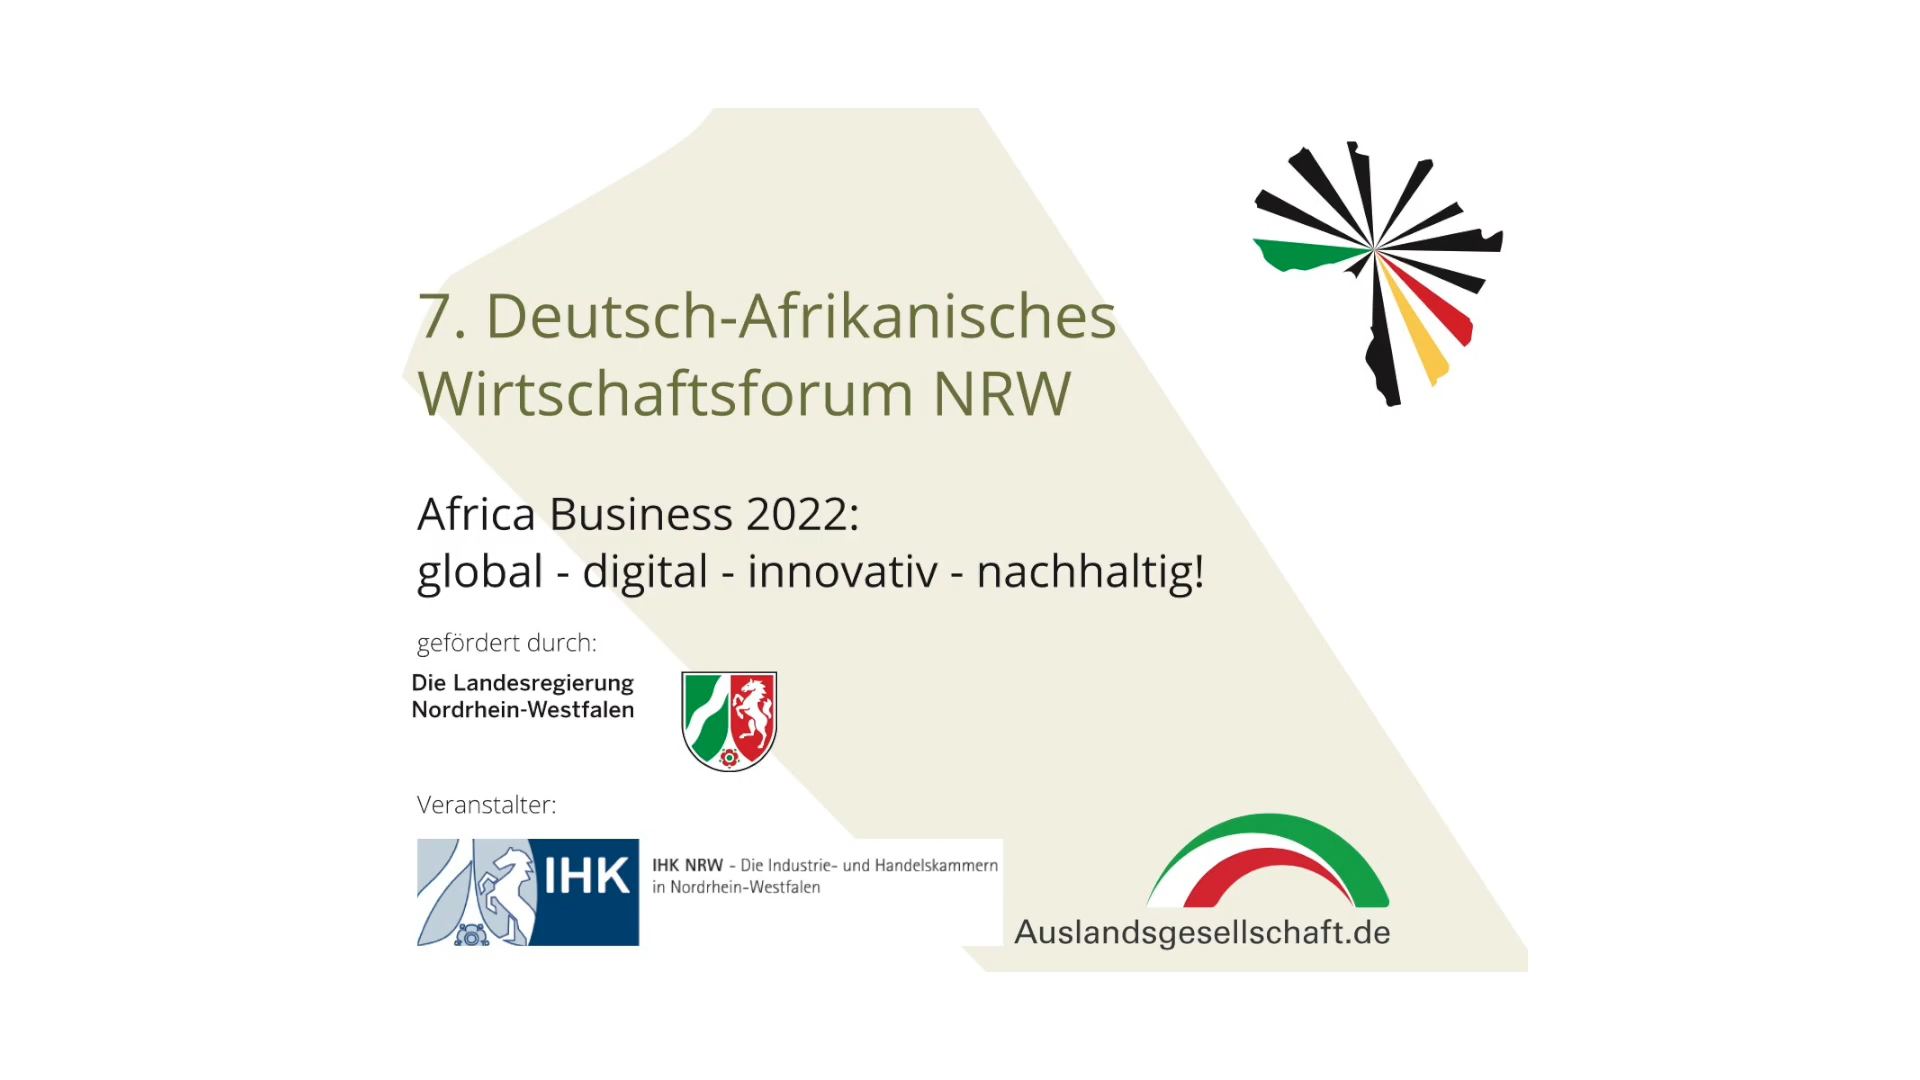 7. Deutsch-Afrikanisches
Wirtschaftsforum NRW
Africa Business 2022:
global - digital - innovativ - nachhaltig!
gefördert durch:
Die Landesregierung
Nordrhein-Westfalen
Veranstalter:
IHK
IHK NRW - Die Industrie- und Handelskammern
in Nordrhein-Westfalen
Auslandsgesellschaft.de